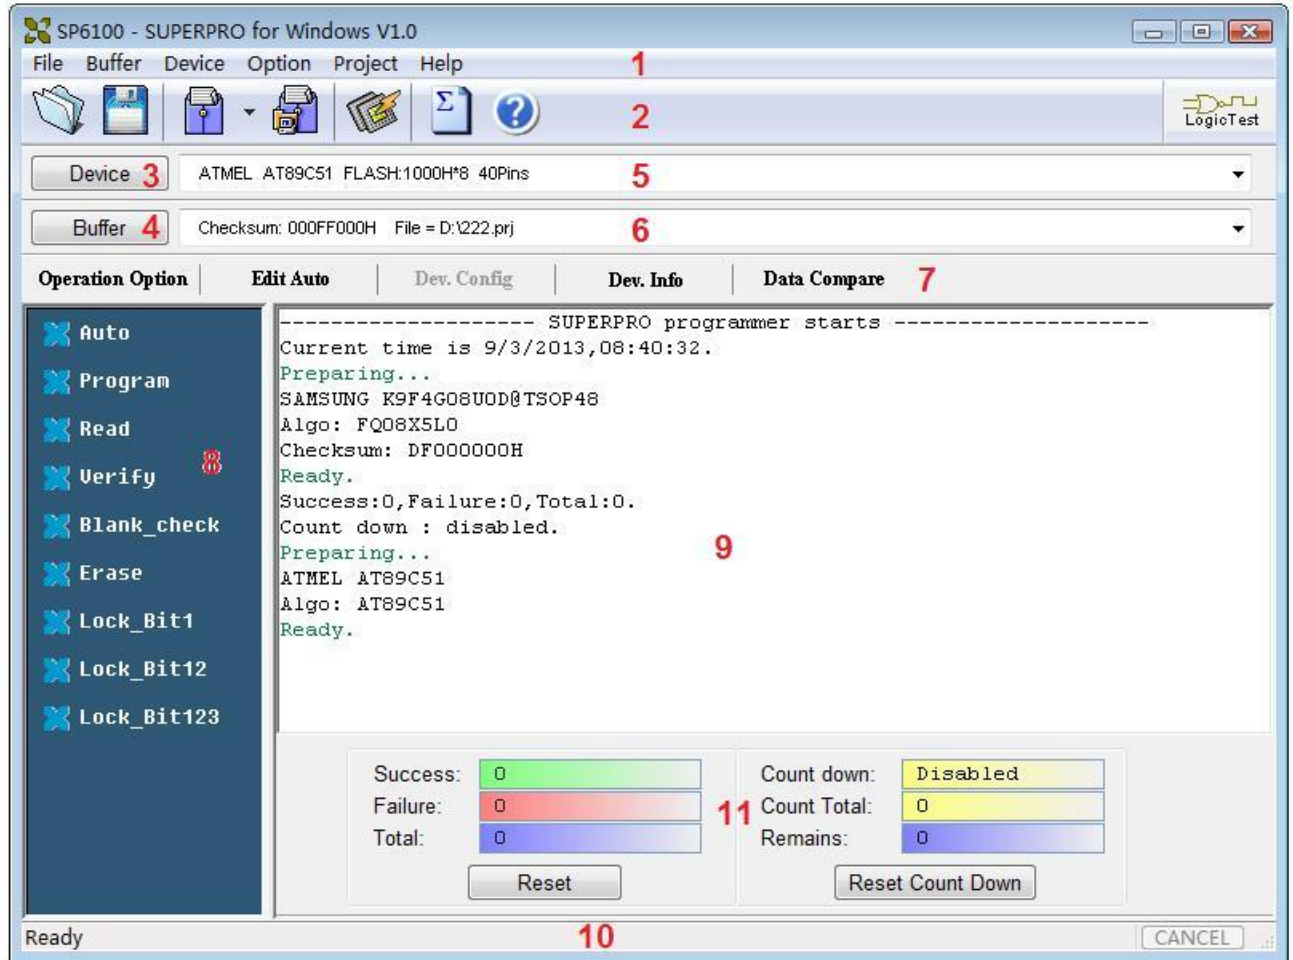 SP6100 - SUPERPRO for Windows V1.0
File Buffer Device Option Project Help 1
Σ ? 2 LogicTest
Device 3 ATMEL AT89C51 FLASH:1000H*8 40Pins 5
Buffer 4 Checksum: 000FF000H File = D:\222.prj 6
Operation Option Edit Auto Dev. Config Dev. Info Data Compare 7
Auto
Program
Read
8
Verify
Blank_check
Erase
Lock_Bit1
Lock_Bit12
Lock_Bit123
-------------------- SUPERPRO programmer starts --------------------
Current time is 9/3/2013,08:40:32.
Preparing...
SAMSUNG K9F4G08U0D@TSOP48
Algo: FQ08X5L0
Checksum: DF000000H
Ready.
Success:0,Failure:0,Total:0.
Count down : disabled.
9
Preparing...
ATMEL AT89C51
Algo: AT89C51
Ready.
Success: 0
Failure: 0
Total: 0
Reset
11
Count down: Disabled
Count Total: 0
Remains: 0
Reset Count Down
Ready 10 CANCEL